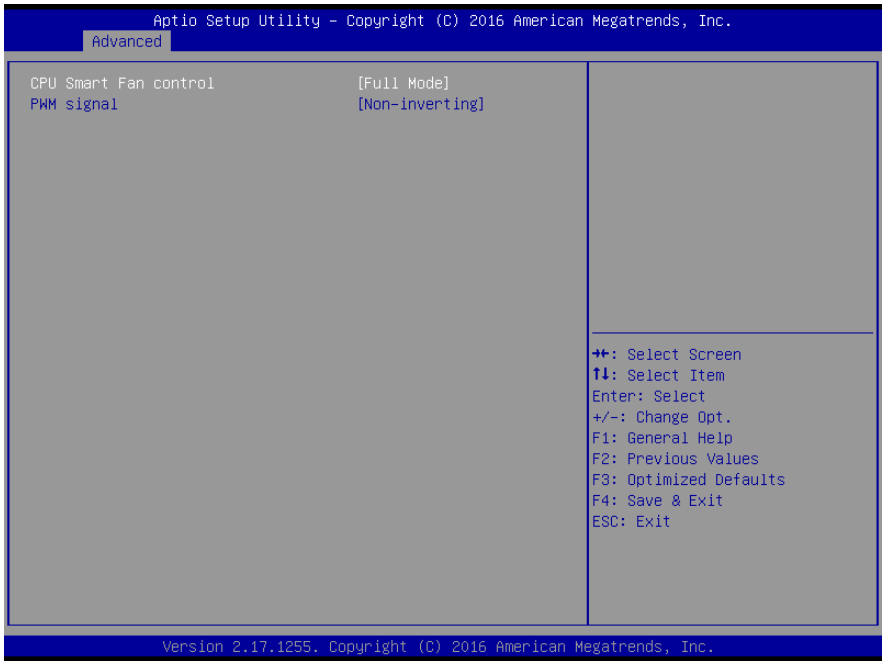 Aptio Setup Utility – Copyright (C) 2016 American Megatrends, Inc.
Advanced
CPU Smart Fan control [Full Mode]
PWM signal [Non-inverting]
→←: Select Screen
↑↓: Select Item
Enter: Select
+/-: Change Opt.
F1: General Help
F2: Previous Values
F3: Optimized Defaults
F4: Save & Exit
ESC: Exit
Version 2.17.1255. Copyright (C) 2016 American Megatrends, Inc.